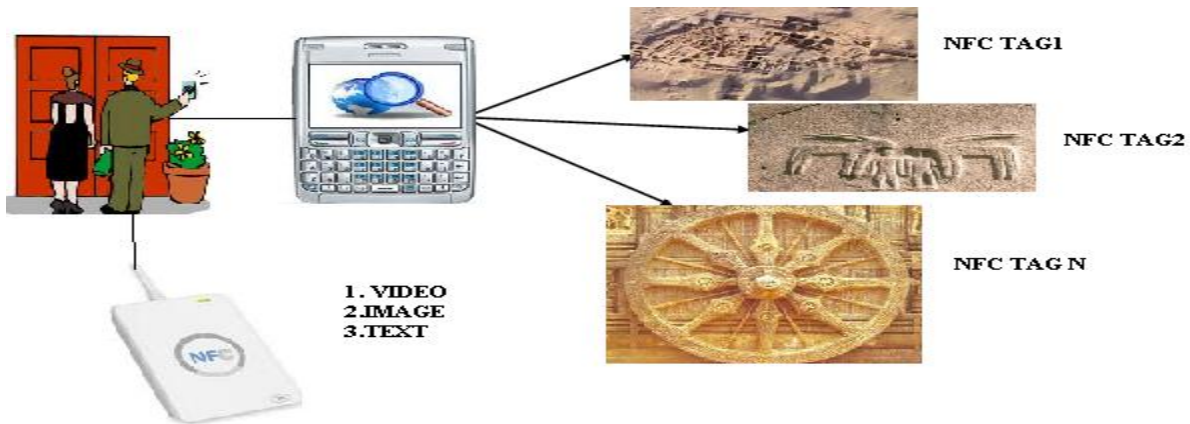 NFC TAG1
NFC TAG2
NFC TAG N
1. VIDEO
2.IMAGE
3.TEXT
NFC